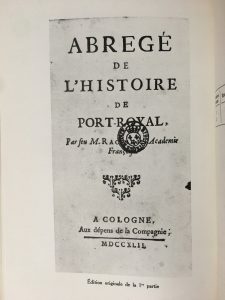 ABREGÉ
DE
L'HISTOIRE
DE
PORT-ROYAL.
Par feu M. RAC Academie
Françoise
A COLOGNE,
Aux dépens de la Compagnie;
MDCCXLII.
Édition originale de la 1re partie